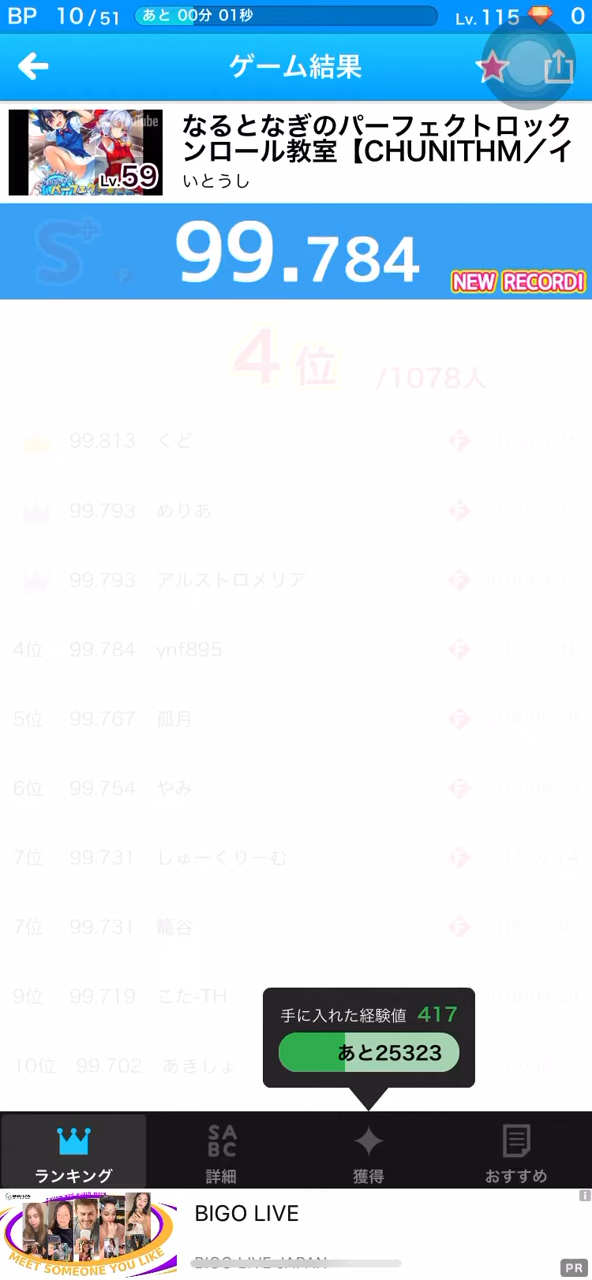 BP 10/51 あと 00分 01秒 Lv.115 0
ゲーム結果
なるとなぎのパーフェクトロック
ンロール教室【CHUNITHM／イ
Lv.59
いとうし
S+ F 99.784
NEW RECORD!
4位 /1078人
99.813 くど F
99.793 めりあ F
99.793 アルストロメリア F
4位 99.784 ynf895 F
5位 99.767 孤月 F
6位 99.754 やみ F
7位 99.731 しゅーくりーむ F
7位 99.731 籠谷 F
9位 99.719 こた-TH
10位 99.702 あきしょ
手に入れた経験値 417
あと25323
ランキング
SA
BC
詳細
獲得
おすすめ
MEET SOMEONE YOU LIKE
BIGO LIVE
BIGO LIVE JAPAN
PR